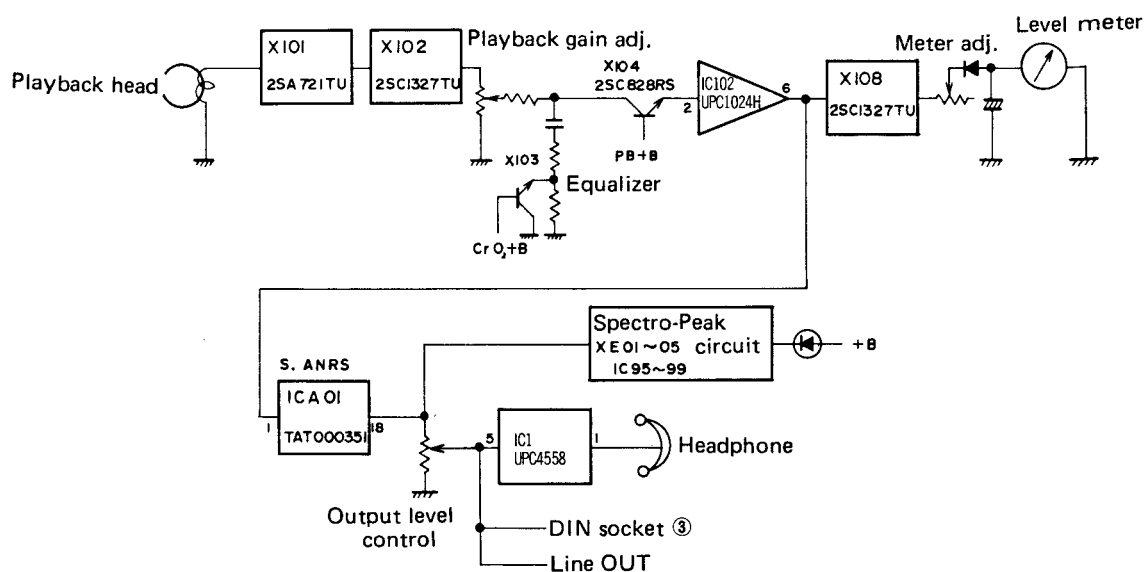 Playback head
X101
2SA721TU
X102
2SC1327TU
Playback gain adj.
X104
2SC828RS
2
IC102
UPC1024H
6
X108
2SC1327TU
Meter adj.
Level meter
PB+B
X103
Equalizer
CrO₂+B
Spectro-Peak
XE01~05 circuit
IC95~99
+B
S. ANRS
1
ICA01
TAT000351
18
5
IC1
UPC4558
1
Headphone
Output level
control
DIN socket ③
Line OUT